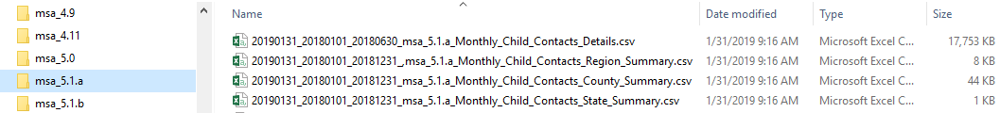 msa_4.9
msa_4.11
msa_5.0
msa_5.1.a
msa_5.1.b
Name Date modified Type Size
20190131_20180101_20180630_msa_5.1.a_Monthly_Child_Contacts_Details.csv 1/31/2019 9:16 AM Microsoft Excel C... 17,753 KB
20190131_20180101_20181231_.msa_5.1.a_Monthly_Child_Contacts_Region_Summary.csv 1/31/2019 9:16 AM Microsoft Excel C... 8 KB
20190131_20180101_20181231_msa_5.1.a_Monthly_Child_Contacts_County_Summary.csv 1/31/2019 9:16 AM Microsoft Excel C... 44 KB
20190131_20180101_20181231_msa_5.1.a_Monthly_Child_Contacts_State_Summary.csv 1/31/2019 9:16 AM Microsoft Excel C... 1 KB